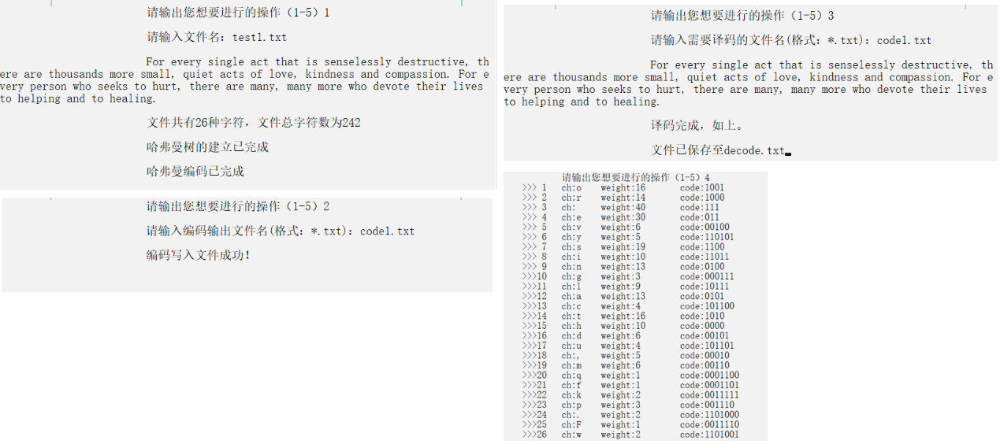 请输出您想要进行的操作（1-5）1
请输入文件名：test1.txt
For every single act that is senselessly destructive, th
ere are thousands more small, quiet acts of love, kindness and compassion. For e
very person who seeks to hurt, there are many, many more who devote their lives
to helping and to healing.
文件共有26种字符，文件总字符数为242
哈弗曼树的建立已完成
哈弗曼编码已完成
请输出您想要进行的操作（1-5）2
请输入编码输出文件名(格式：*.txt)：code1.txt
编码写入文件成功！
请输出您想要进行的操作（1-5）3
请输入需要译码的文件名(格式：*.txt)：code1.txt
For every single act that is senselessly destructive, th
ere are thousands more small, quiet acts of love, kindness and compassion. For e
very person who seeks to hurt, there are many, many more who devote their lives
to helping and to healing.
译码完成，如上。
文件已保存至decode.txt
请输出您想要进行的操作（1-5）4
>>> 1 ch:o weight:16 code:1001
>>> 2 ch:r weight:14 code:1000
>>> 3 ch: weight:40 code:111
>>> 4 ch:e weight:30 code:011
>>> 5 ch:v weight:6 code:00100
>>> 6 ch:y weight:5 code:110101
>>> 7 ch:s weight:19 code:1100
>>> 8 ch:i weight:10 code:11011
>>> 9 ch:n weight:13 code:0100
>>>10 ch:g weight:3 code:000111
>>>11 ch:l weight:9 code:10111
>>>12 ch:a weight:13 code:0101
>>>13 ch:c weight:4 code:101100
>>>14 ch:t weight:16 code:1010
>>>15 ch:h weight:10 code:0000
>>>16 ch:d weight:6 code:00101
>>>17 ch:u weight:4 code:101101
>>>18 ch:, weight:5 code:00010
>>>19 ch:m weight:6 code:00110
>>>20 ch:q weight:1 code:0001100
>>>21 ch:f weight:1 code:0001101
>>>22 ch:k weight:2 code:0011111
>>>23 ch:p weight:3 code:001110
>>>24 ch:. weight:2 code:1101000
>>>25 ch:F weight:1 code:0011110
>>>26 ch:w weight:2 code:1101001